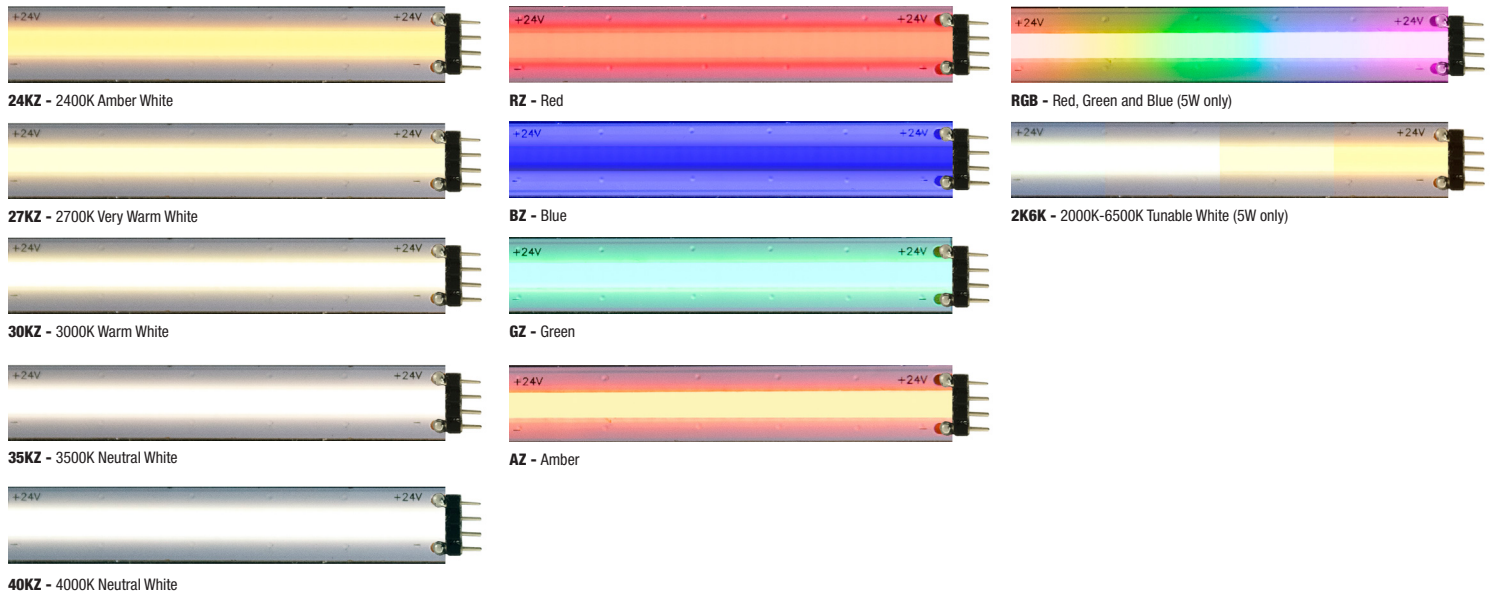 +24V +24V
24KZ - 2400K Amber White
+24V +24V
27KZ - 2700K Very Warm White
+24V +24V
30KZ - 3000K Warm White
+24V +24V
35KZ - 3500K Neutral White
+24V +24V
40KZ - 4000K Neutral White
+24V +24V
RZ - Red
+24V +24V
BZ - Blue
+24V +24V
GZ - Green
+24V +24V
AZ - Amber
+24V +24V
RGB - Red, Green and Blue (5W only)
+24V +24V
2K6K - 2000K-6500K Tunable White (5W only)